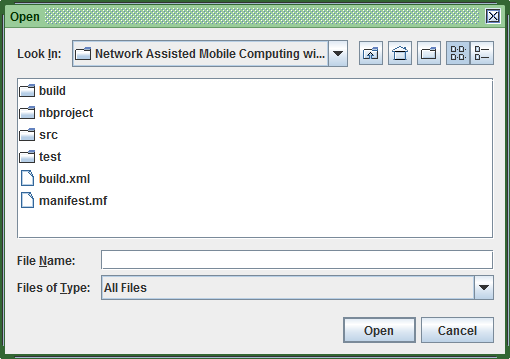 Open
Look In: Network Assisted Mobile Computing wi...
build
nbproject
src
test
build.xml
manifest.mf
File Name:
Files of Type: All Files
Open Cancel